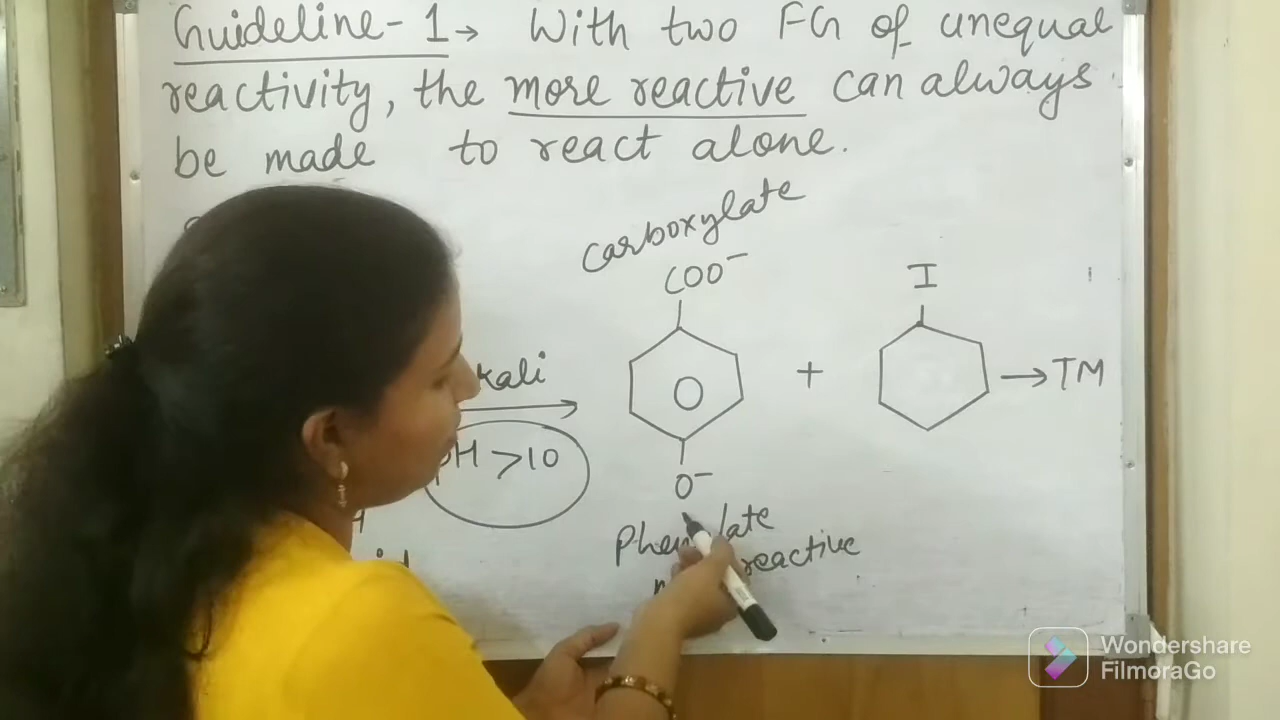 Guideline-1→ With two FG of unequal
reactivity, the more reactive can always
be made to react alone.
carboxylate
COO⁻
I
+
→ TM
pH >10
O⁻
reactive
Wondershare
FilmoraGo